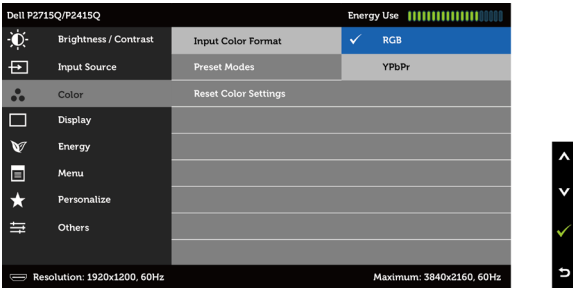 Dell P2715Q/P2415Q
Energy Use
Brightness / Contrast
Input Color Format
RGB
Input Source
Preset Modes
YPbPr
Color
Reset Color Settings
Display
Energy
Menu
Personalize
Others
Resolution: 1920x1200, 60Hz
Maximum: 3840x2160, 60Hz